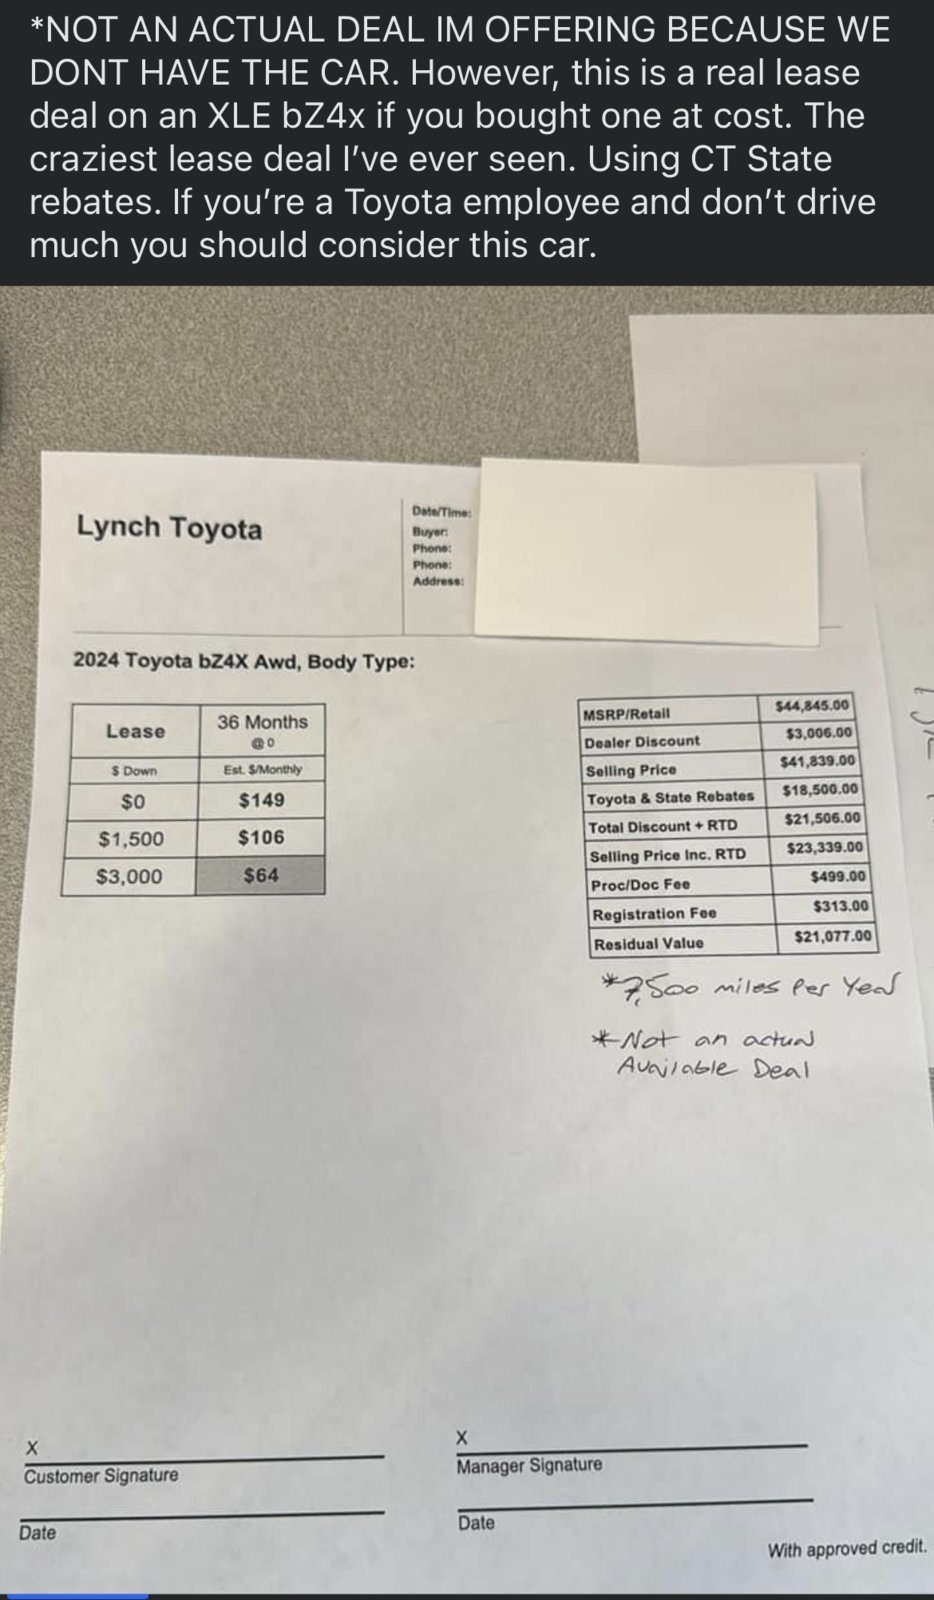 *NOT AN ACTUAL DEAL IM OFFERING BECAUSE WE
DONT HAVE THE CAR. However, this is a real lease
deal on an XLE bZ4x if you bought one at cost. The
craziest lease deal I've ever seen. Using CT State
rebates. If you're a Toyota employee and don't drive
much you should consider this car.
Lynch Toyota
Date/Time:
Buyer:
Phone:
Phone:
Address:
2024 Toyota bZ4X Awd, Body Type:
Lease 36 Months
@ 0
$ Down Est. $/Monthly
$0 $149
$1,500 $106
$3,000 $64
MSRP/Retail $44,845.00
Dealer Discount $3,006.00
Selling Price $41,839.00
Toyota & State Rebates $18,500.00
Total Discount + RTD $21,506.00
Selling Price Inc. RTD $23,339.00
Proc/Doc Fee $499.00
Registration Fee $313.00
Residual Value $21,077.00
*7,500 miles Per Year
*Not an actual
Available Deal
X
Customer Signature
Date
X
Manager Signature
Date
With approved credit.